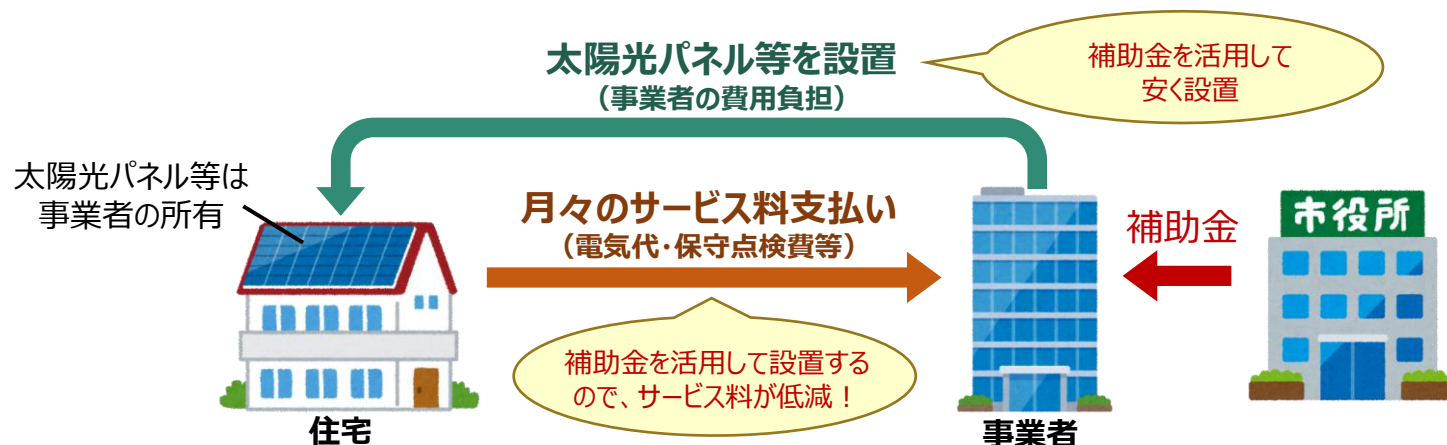 太陽光パネル等を設置
（事業者の費用負担）
補助金を活用して
安く設置
太陽光パネル等は
事業者の所有
月々のサービス料支払い
（電気代・保守点検費等）
補助金
市役所
補助金を活用して設置する
ので、サービス料が低減！
住宅
事業者